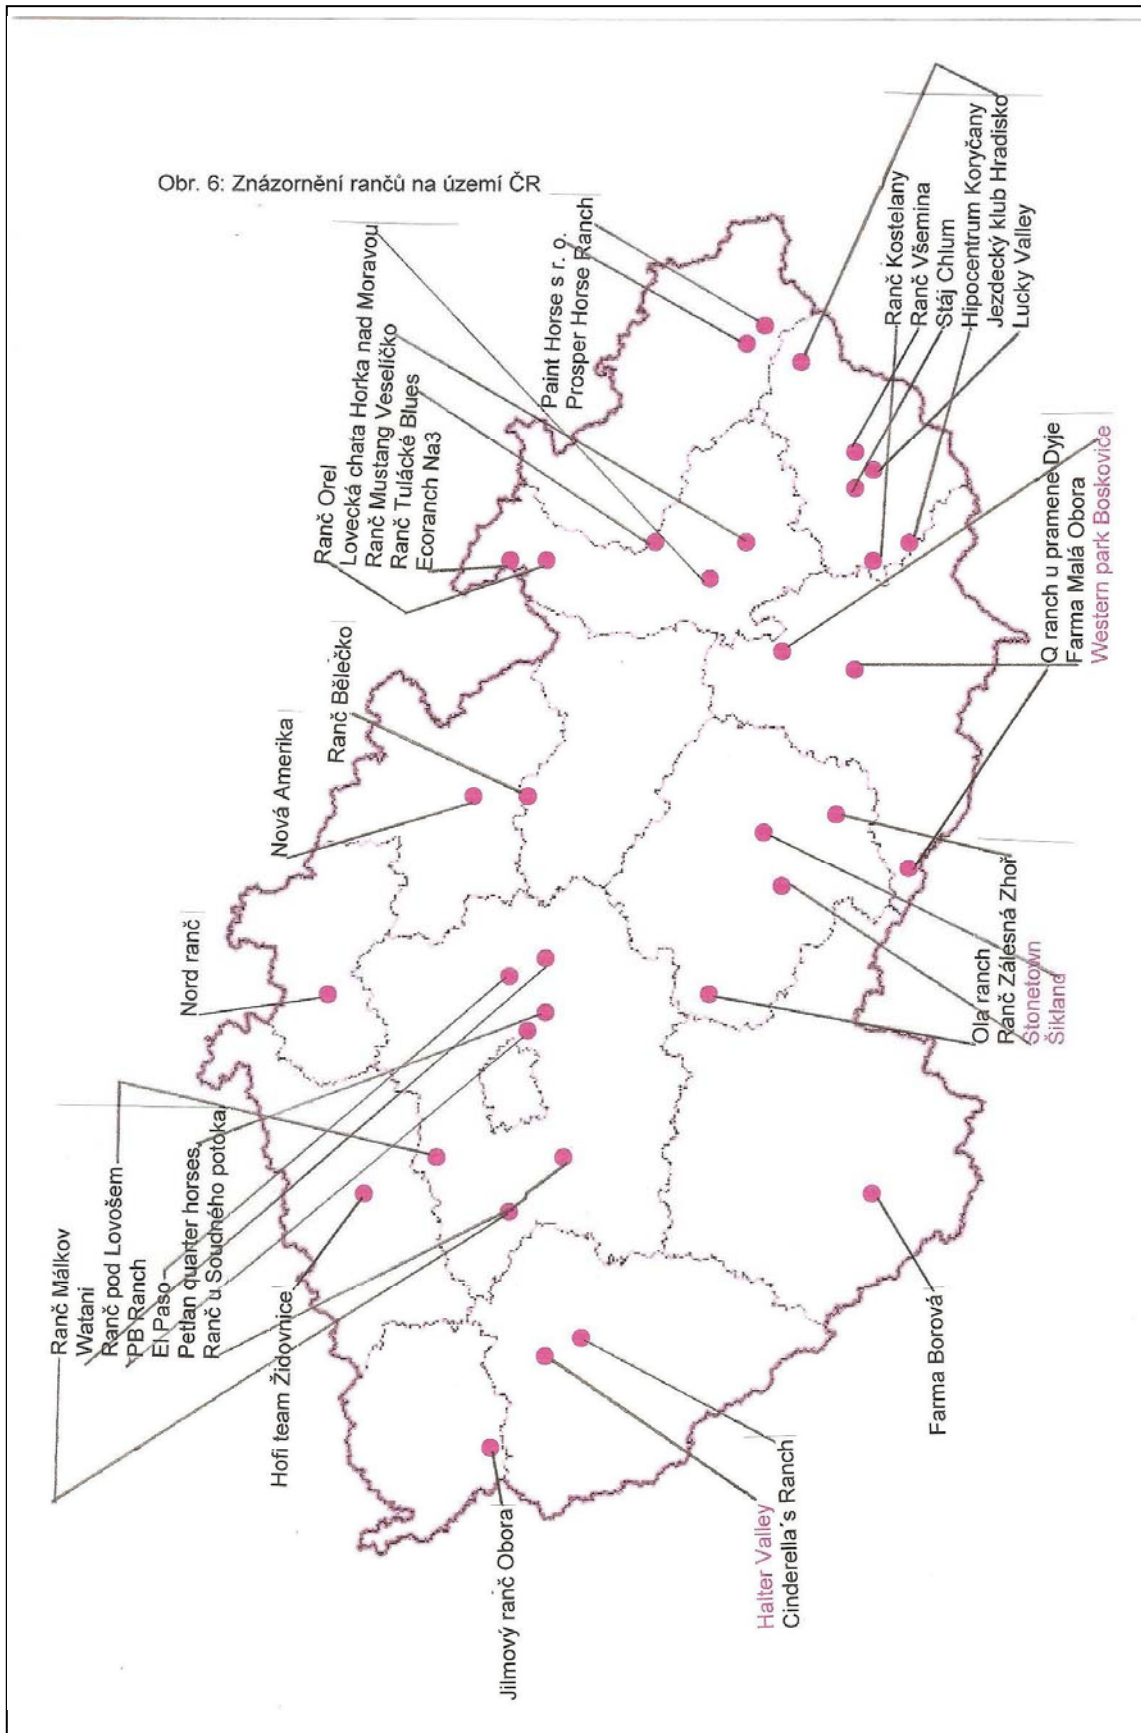 Obr. 6: Znázornění rančů na území ČR
Ranč Málkov
Watani
Ranč pod Lovošem
PB Ranch
El Paso
Petlan quarter horses
Ranč u Soudného potoka
Hofi team Židovnice
Jilmový ranč Obora
Nord ranč
Nová Amerika
Ranč Bělečko
Ranč Orel
Lovecká chata Horka nad Moravou
Ranč Mustang Veselíčko
Ranč Tulácké Blues
Ecoranch Na3
Paint Horse s r. o.
Prosper Horse Ranch
Halter Valley
Cinderella´s Ranch
Farma Borová
Ola ranch
Ranč Zálesná Zhoř
Stonetown
Šikland
Q ranch u pramene Dyje
Farma Malá Obora
Western park Boskovice
Ranč Kostelany
Ranč Všemina
Stáj Chlum
Hipocentrum Koryčany
Jezdecký klub Hradisko
Lucky Valley